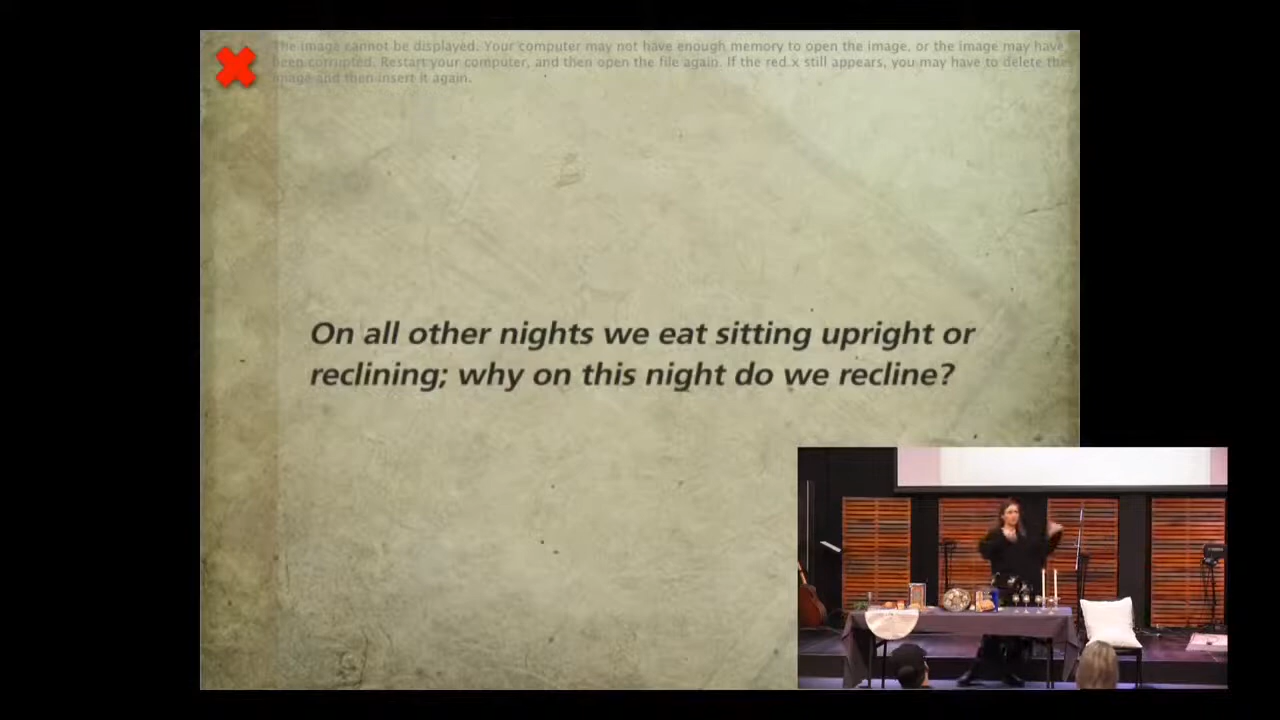 The image cannot be displayed. Your computer may not have enough memory to open the image, or the image may have
been corrupted. Restart your computer, and then open the file again. If the red x still appears, you may have to delete the
image and then insert it again.
On all other nights we eat sitting upright or
reclining; why on this night do we recline?